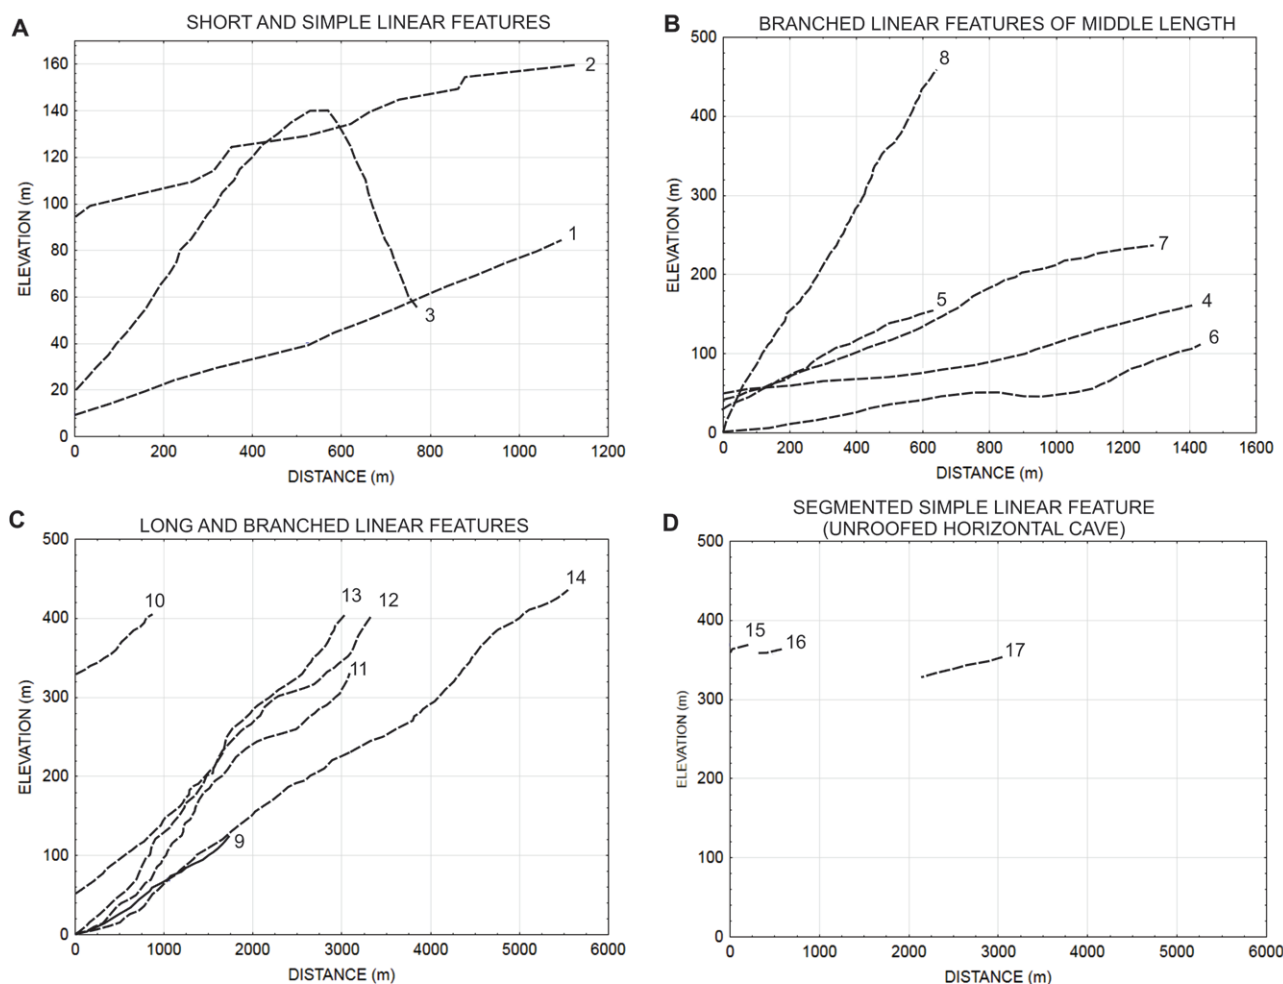 A
SHORT AND SIMPLE LINEAR FEATURES
ELEVATION (m)
160
140
120
100
80
60
40
20
0
2
1
3
0 200 400 600 800 1000 1200
DISTANCE (m)
B
BRANCHED LINEAR FEATURES OF MIDDLE LENGTH
ELEVATION (m)
500
400
300
200
100
0
8
7
5
4
6
0 200 400 600 800 1000 1200 1400 1600
DISTANCE (m)
C
LONG AND BRANCHED LINEAR FEATURES
ELEVATION (m)
500
400
300
200
100
0
10
13
12
14
11
9
0 1000 2000 3000 4000 5000 6000
DISTANCE (m)
D
SEGMENTED SIMPLE LINEAR FEATURE
(UNROOFED HORIZONTAL CAVE)
ELEVATION (m)
500
400
300
200
100
0
15
16
17
0 1000 2000 3000 4000 5000 6000
DISTANCE (m)